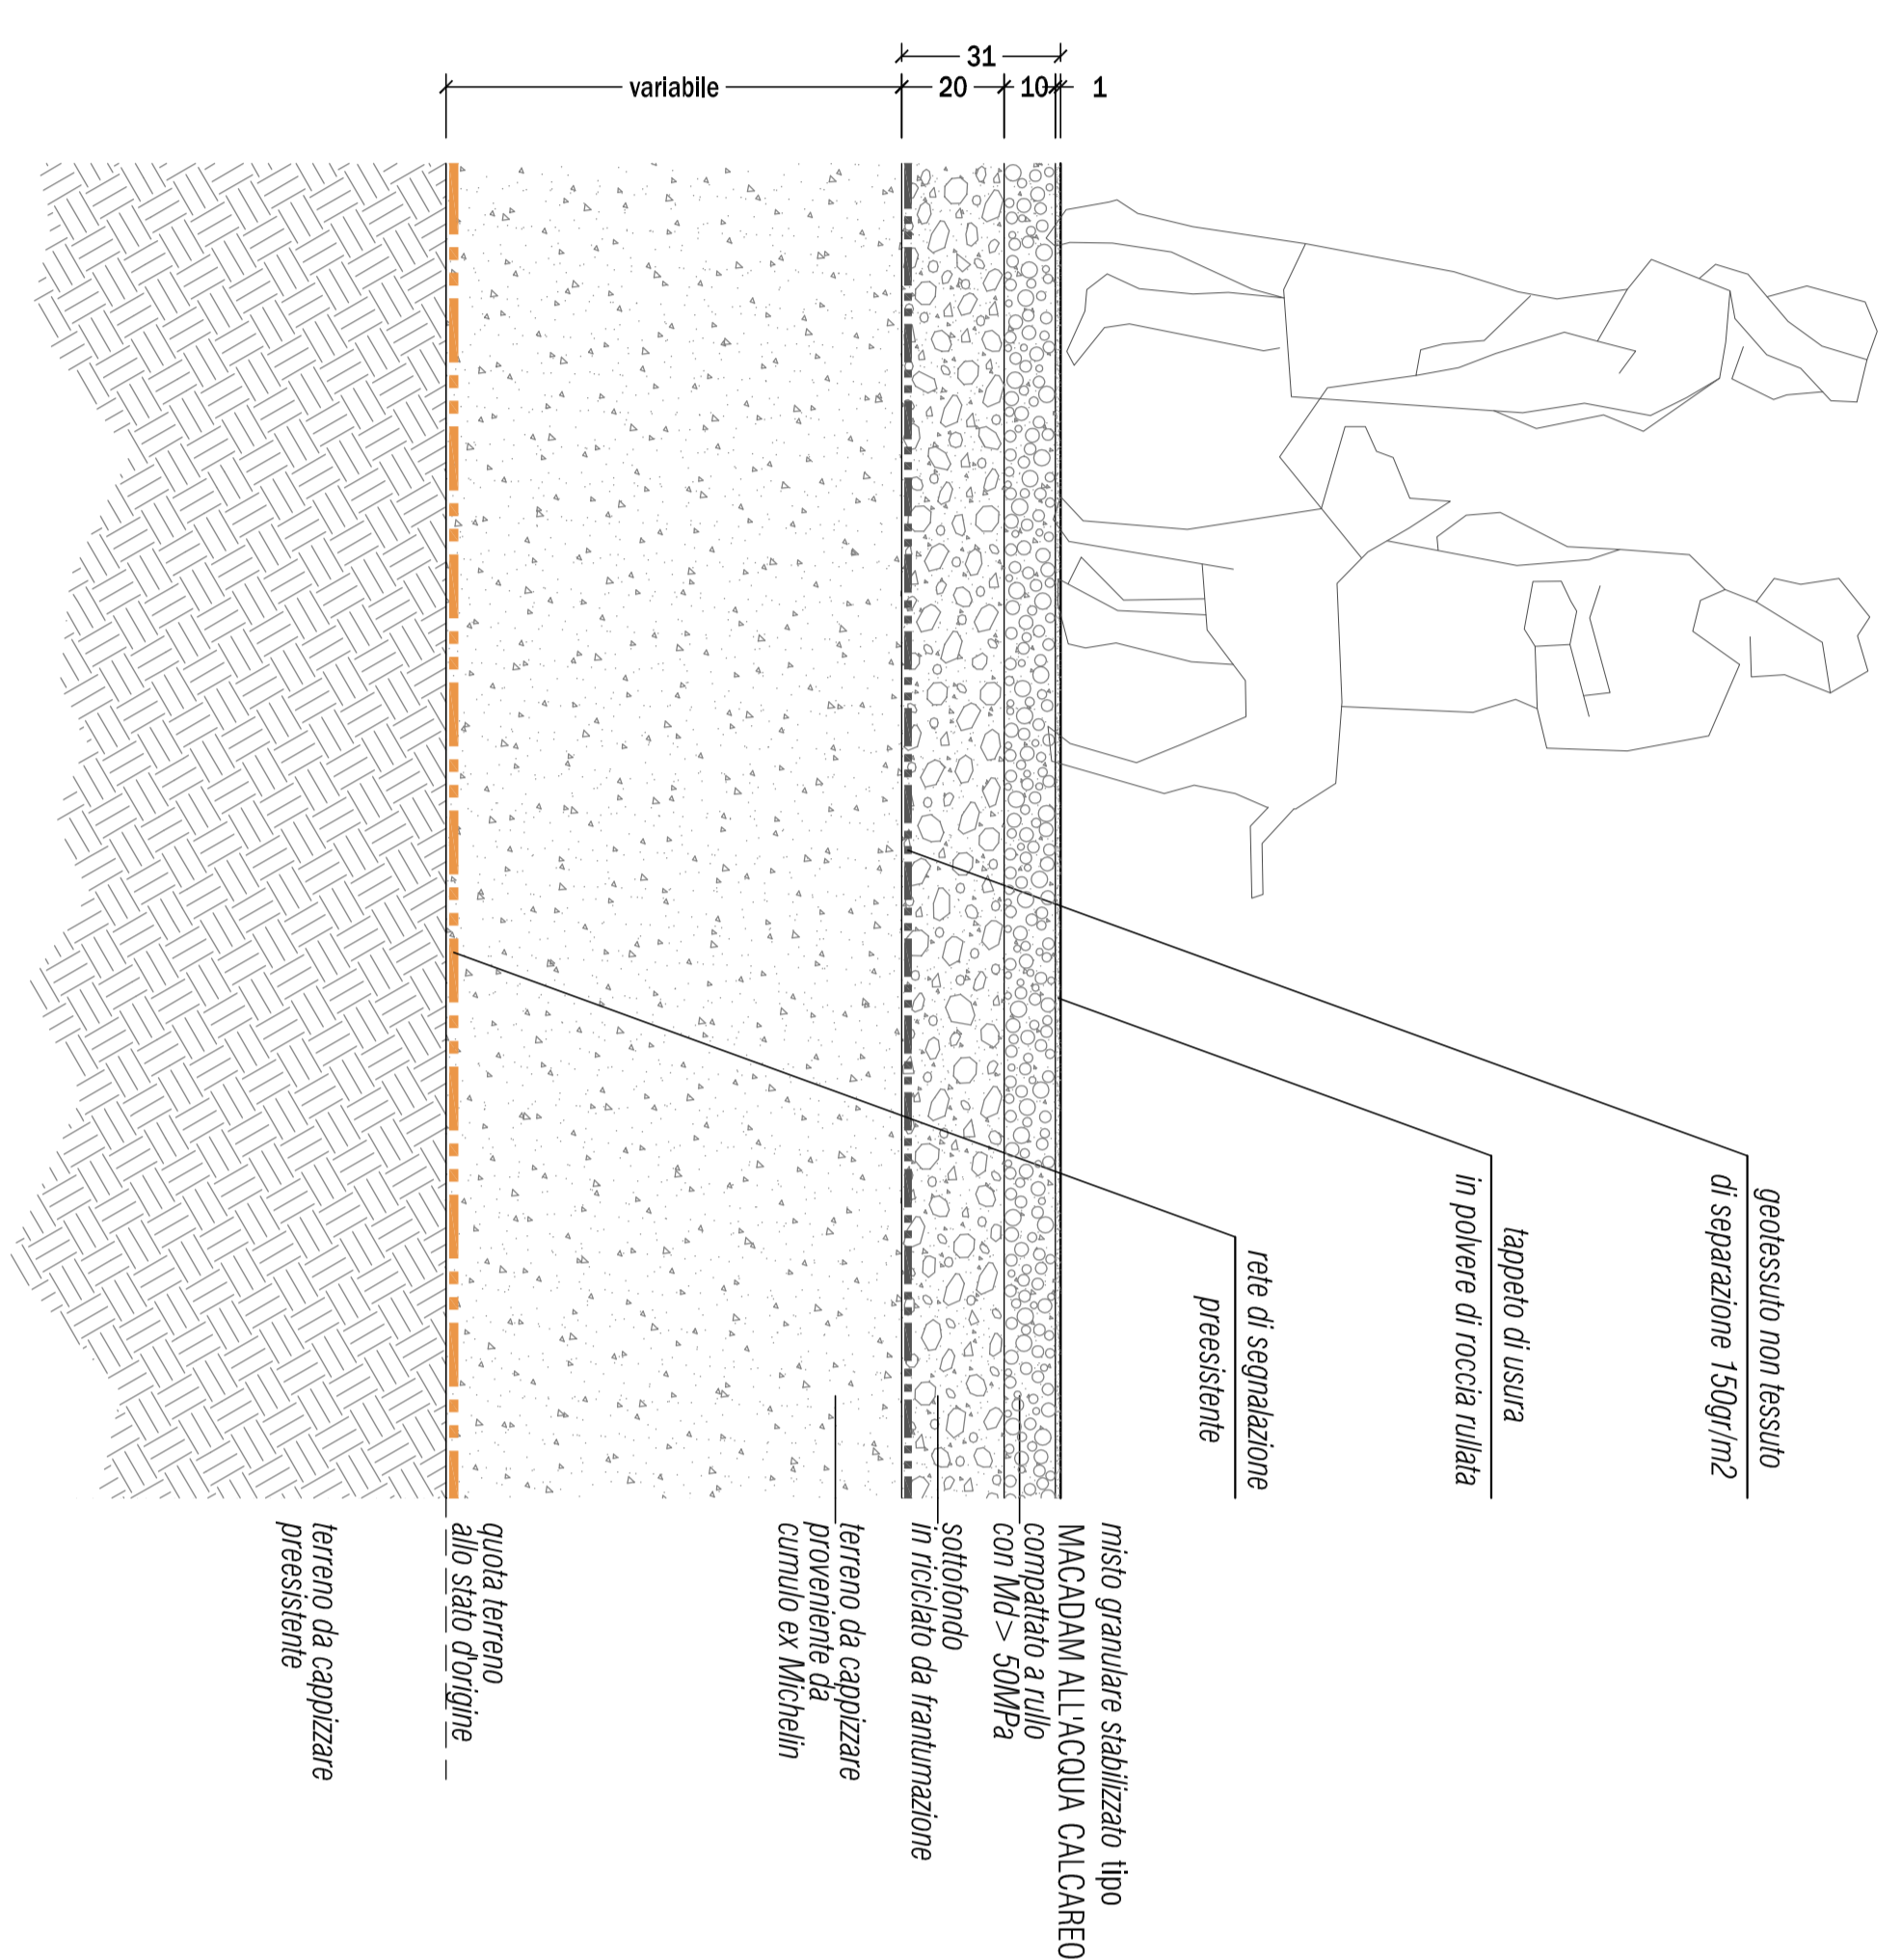 31
variabile
20
10
1
geotessuto non tessuto
di separazione 150gr/m2
tappeto di usura
in polvere di roccia rullata
rete di segnalazione
preesistente
misto granulare stabilizzato tipo
MACADAM ALL'ACQUA CALCAREO
compattato a rullo
con Md> 50MPa
sottofondo
in riciclato da frantumazione
terreno da cappizzare
proveniente da
cumulo ex Michelin
quota terreno
allo stato d'origine
terreno da cappizzare
preesistente